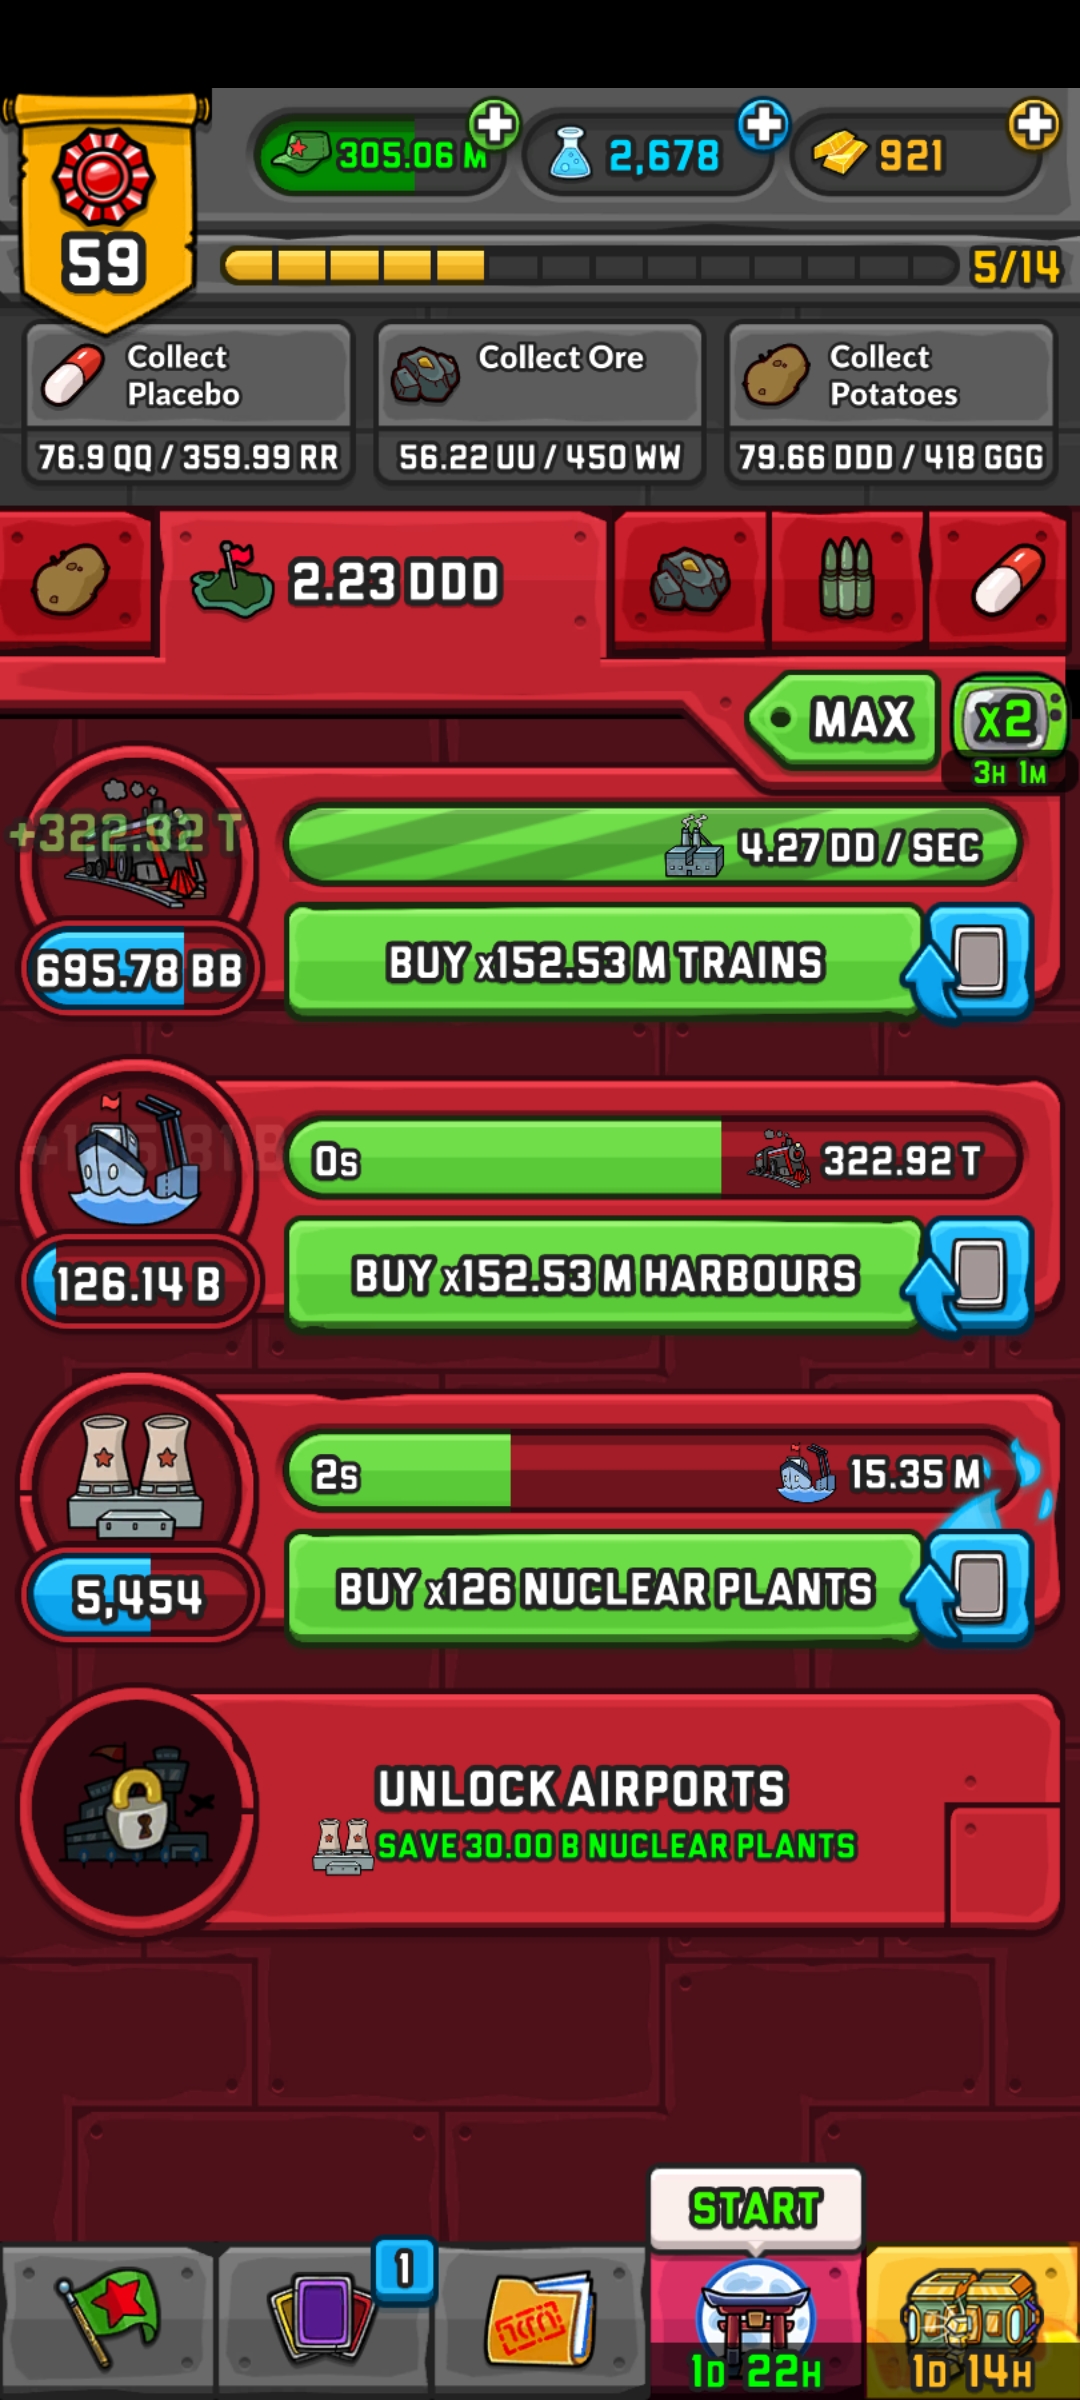 59
305.06 M
2,678
921
5/14
Collect Placebo
76.9 QQ / 359.99 RR
Collect Ore
56.22 UU / 450 WW
Collect Potatoes
79.66 DDD / 418 GGG
2.23 DDD
MAX
x2
3H 1M
+322.92 T
4.27 DD / SEC
695.78 BB
BUY x152.53 M TRAINS
0s
322.92 T
126.14 B
BUY x152.53 M HARBOURS
2s
15.35 M
5,454
BUY x126 NUCLEAR PLANTS
UNLOCK AIRPORTS
SAVE 30.00 B NUCLEAR PLANTS
START
1
1D 22H
1D 14H